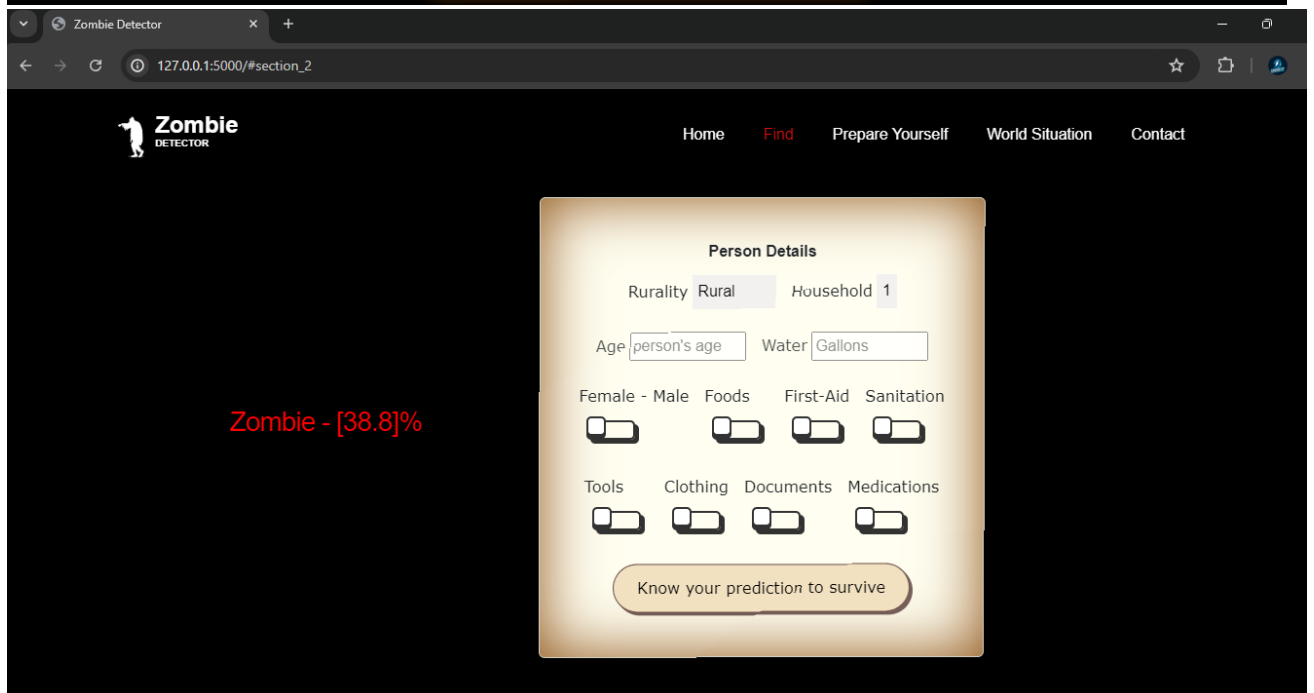 Zombie Detector
127.0.0.1:5000/#section_2
Zombie
DETECTOR
Home Find Prepare Yourself World Situation Contact
Person Details
Rurality Rural Household 1
Age person's age Water Gallons
Female - Male Foods First-Aid Sanitation
Zombie - [38.8]%
Tools Clothing Documents Medications
Know your prediction to survive